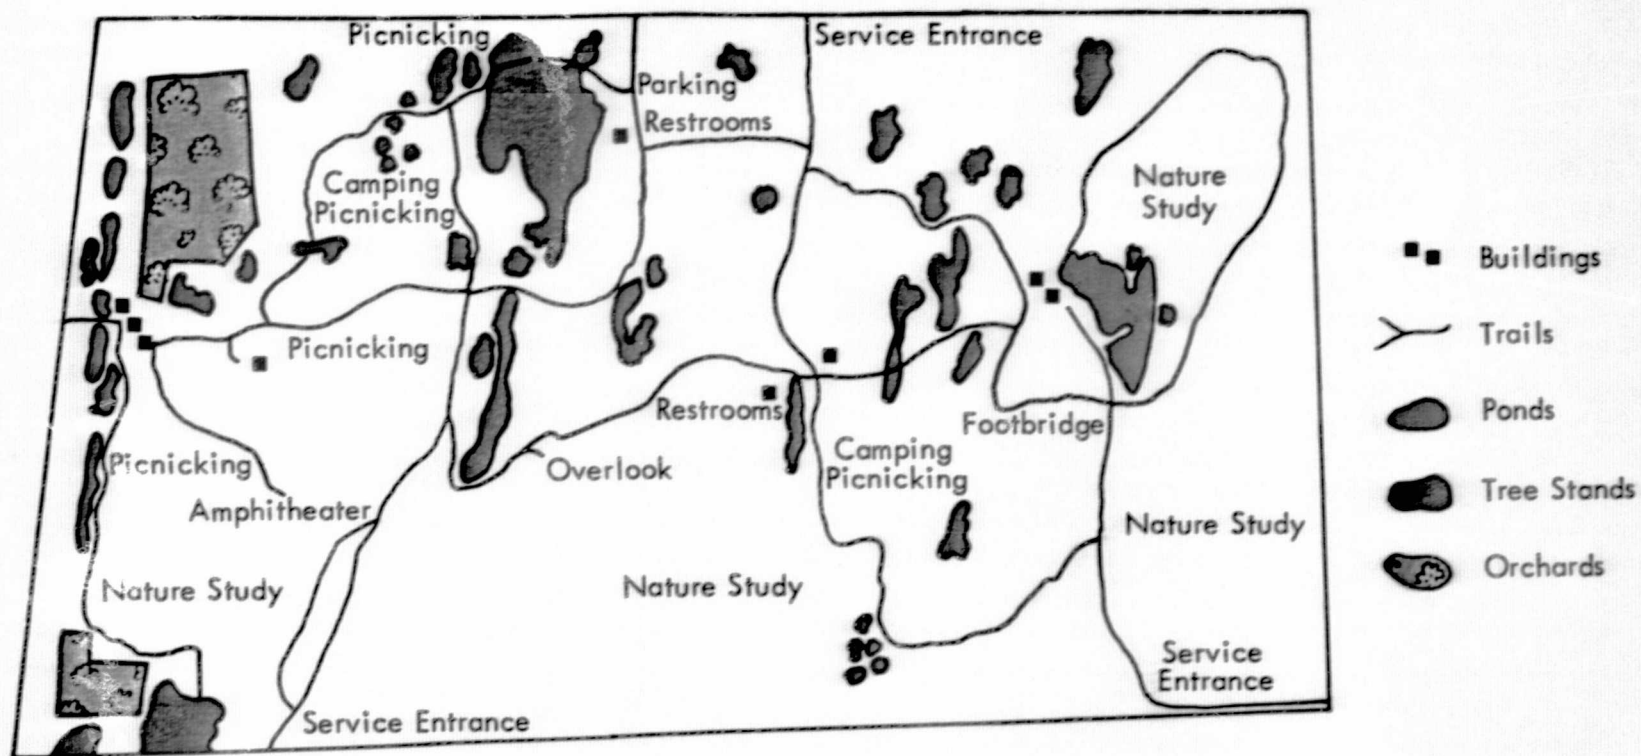 Picnicking
Service Entrance
Parking
Restrooms
Camping
Picnicking
Nature
Study
Buildings
Picnicking
Trails
Restrooms
Footbridge
Ponds
Picnicking
Overlook
Camping
Picnicking
Amphitheater
Tree Stands
Nature Study
Nature Study
Nature Study
Orchards
Service
Entrance
Service Entrance